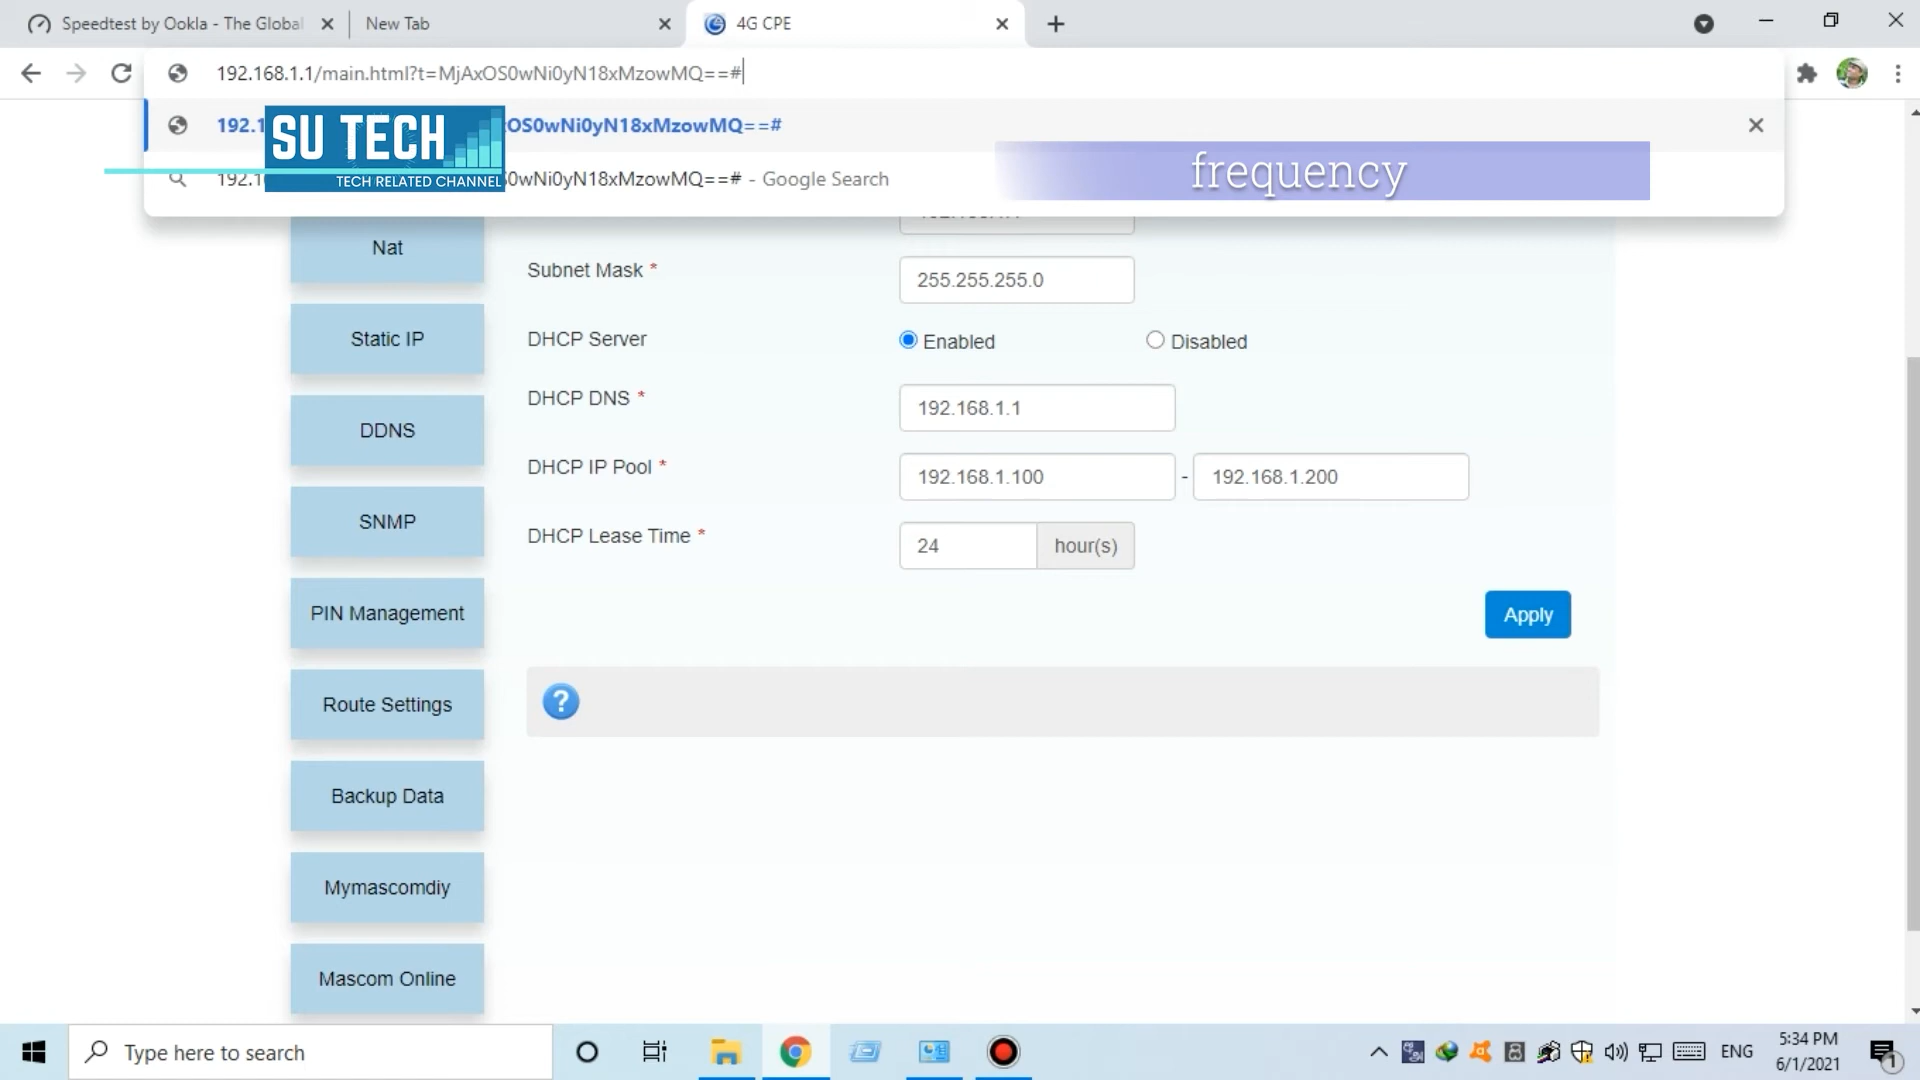 Speedtest by Ookla - The Global
New Tab
4G CPE
192.168.1.1/main.html?t=MjAxOS0wNi0yN18xMzowMQ==#
192.1
OS0wNi0yN18xMzowMQ==#
SU TECH
TECH RELATED CHANNEL
frequency
192.1
0wNi0yN18xMzowMQ==# - Google Search
Nat
Subnet Mask *
255.255.255.0
Static IP
DHCP Server
Enabled
Disabled
DHCP DNS *
192.168.1.1
DDNS
DHCP IP Pool *
192.168.1.100 - 192.168.1.200
SNMP
DHCP Lease Time *
24 hour(s)
PIN Management
Apply
Route Settings
?
Backup Data
Mymascomdiy
Mascom Online
Type here to search
ENG
5:34 PM
6/1/2021
1